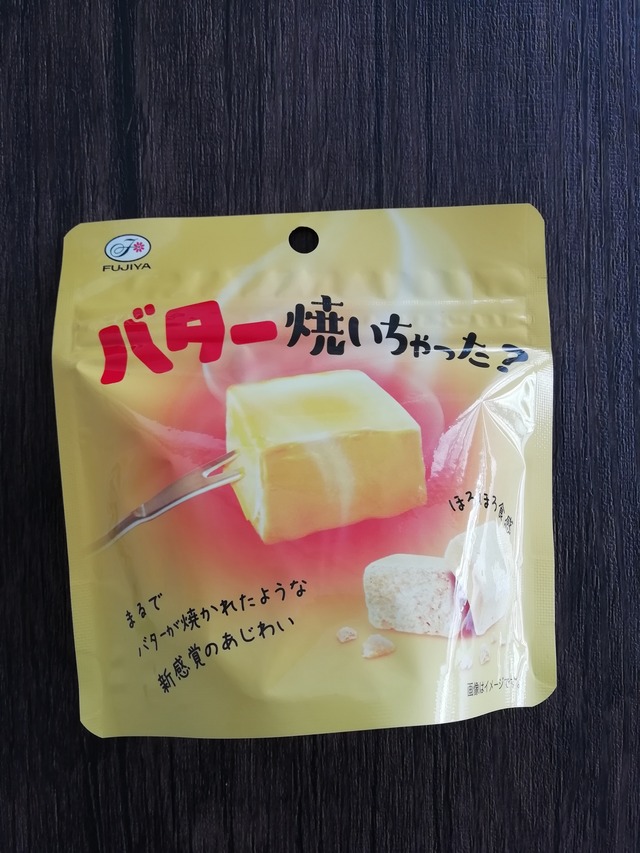 FUJIYA
バター焼いちゃった?
ほろほろ食感
まるで
バターが焼かれたような
新感覚のあじわい
画像はイメージです。